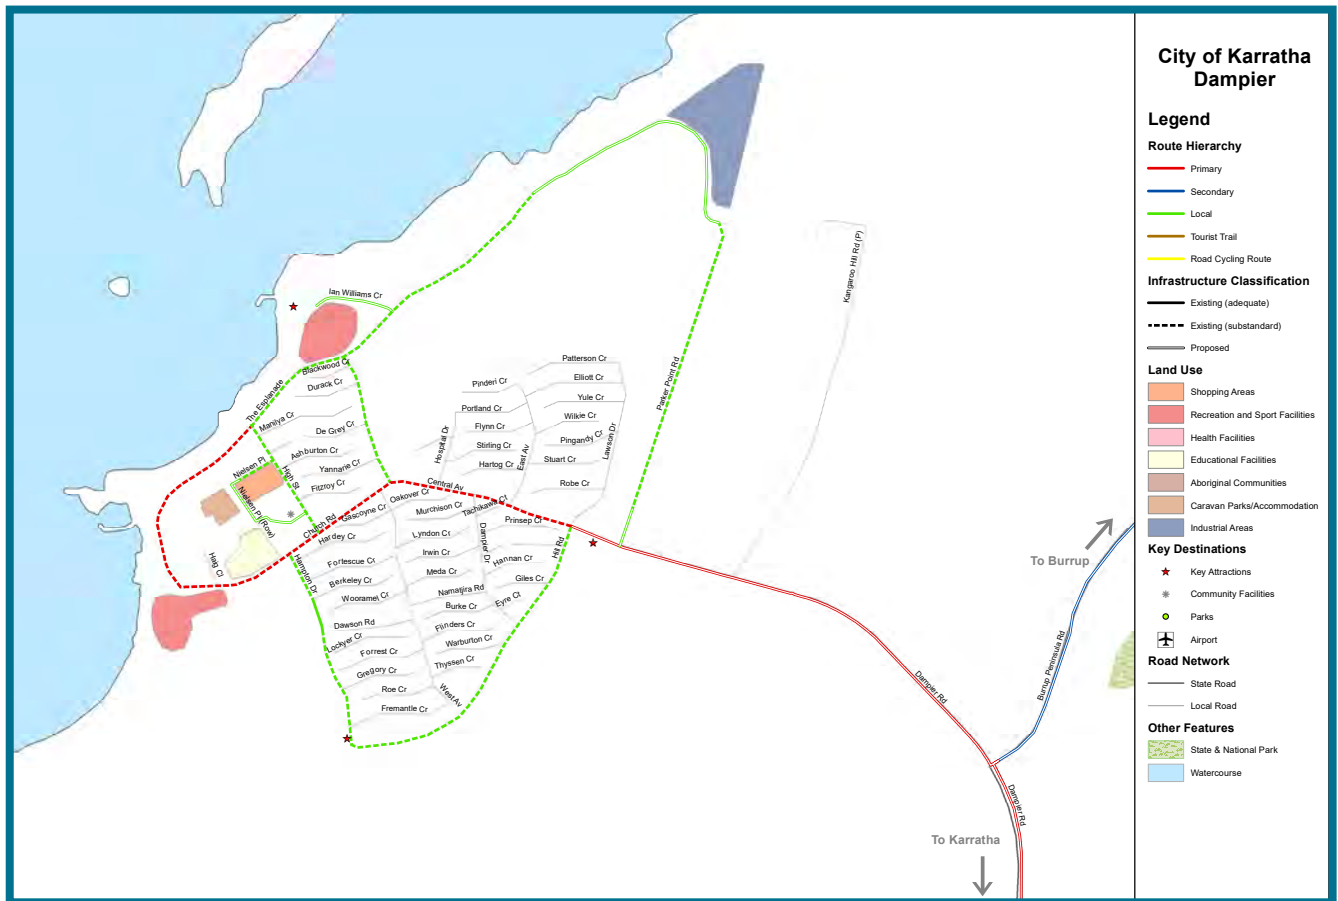 City of Karratha
Dampier
Legend
Route Hierarchy
Primary
Secondary
Local
Tourist Trail
Road Cycling Route
Infrastructure Classification
Existing (adequate)
Existing (substandard)
Proposed
Land Use
Shopping Areas
Recreation and Sport Facilities
Health Facilities
Educational Facilities
Aboriginal Communities
Caravan Parks/Accommodation
Industrial Areas
Key Destinations
Key Attractions
Community Facilities
Parks
Airport
Road Network
State Road
Local Road
Other Features
State & National Park
Watercourse
Kangaroo Hill Rd (P)
Ian Williams Cr
Blackwood Cr
Durack Cr
The Esplanade
Manilya Cr
De Grey Cr
Ashburton Cr
Nielsen Pl
High St
Yannarie Cr
Fitzroy Cr
Nielsen Pl (Row)
Church Rd
Gascoyne Cr
Hardey Cr
Haig Cl
Hampton Dr
Fortescue Cr
Berkeley Cr
Wooramel Cr
Dawson Rd
Lockyer Cr
Forrest Cr
Gregory Cr
Roe Cr
Fremantle Cr
West Av
Patterson Cr
Pinderi Cr
Elliott Cr
Yule Cr
Portland Cr
Wilkie Cr
Flynn Cr
Hospital Dr
Stirling Cr
Pingandy Cr
Lawson Dr
East Av
Hartog Cr
Stuart Cr
Robe Cr
Central Av
Oakover Cr
Murchison Cr
Tachikawa Ct
Prinsep Cr
Lyndon Cr
Dampier Dr
Hill Rd
Irwin Cr
Hannan Cr
Meda Cr
Giles Cr
Namatjira Rd
Eyre Ct
Burke Cr
Flinders Cr
Warburton Cr
Thyssen Cr
Parker Point Rd
To Burrup
Burrup Peninsula Rd
Dampier Rd
Dampier Rd
To Karratha